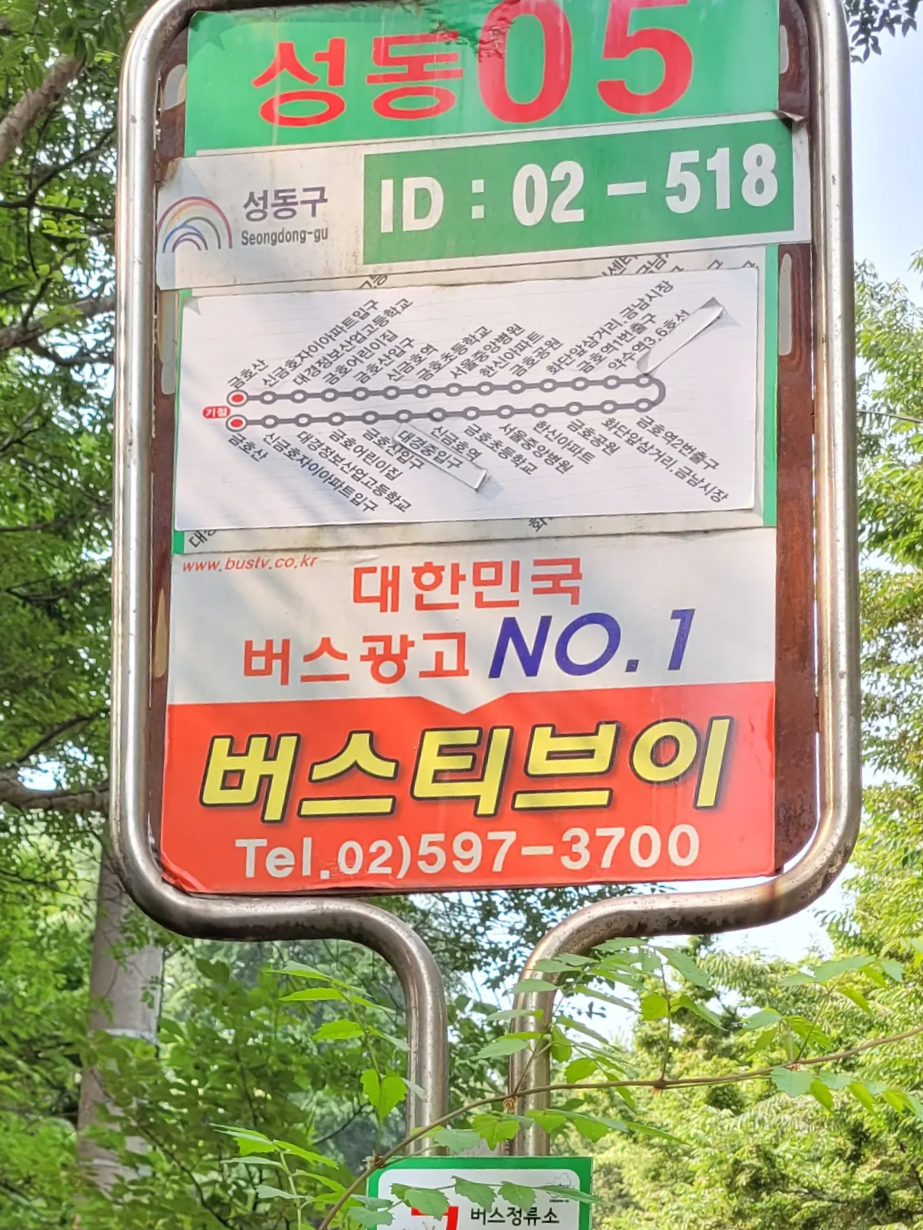 성동05
성동구
Seongdong-gu
ID : 02 - 518
금호산
신금호자이아파트입구
대경정보산업고등학교
금호어린이집
금호산입구
신금호역
금호초등학교
서울중앙병원
한신아파트
금호공원
화단앞삼거리,금남시장
금호역1번출구
약수역3.6호선
기점
금호산
신금호자이아파트입구
대경정보산업고등학교
금호어린이집
금호산입구
대경중입구
신금호역
금호초등학교
서울중앙병원
한신아파트
금호공원
화단앞삼거리,금남시장
금호역2번출구
www.bustv.co.kr
대한민국
버스광고 NO.1
버스티브이
Tel.02)597-3700
버스정류소